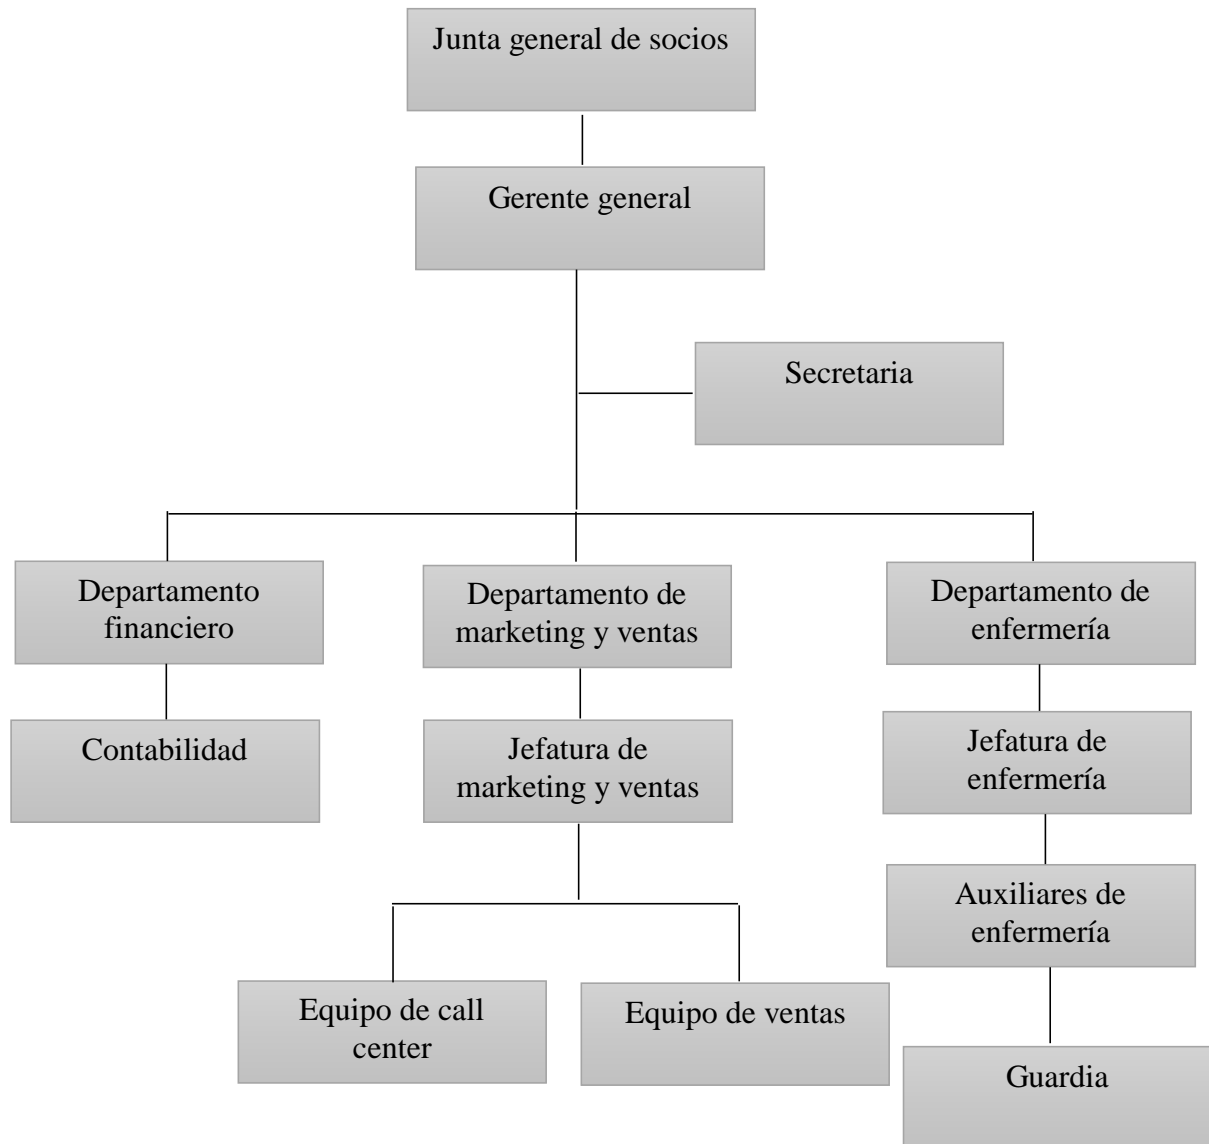 Junta general de socios
Gerente general
Secretaria
Departamento
financiero
Departamento de
marketing y ventas
Departamento de
enfermería
Contabilidad
Jefatura de
marketing y ventas
Jefatura de
enfermería
Auxiliares de
enfermería
Equipo de call
center
Equipo de ventas
Guardia